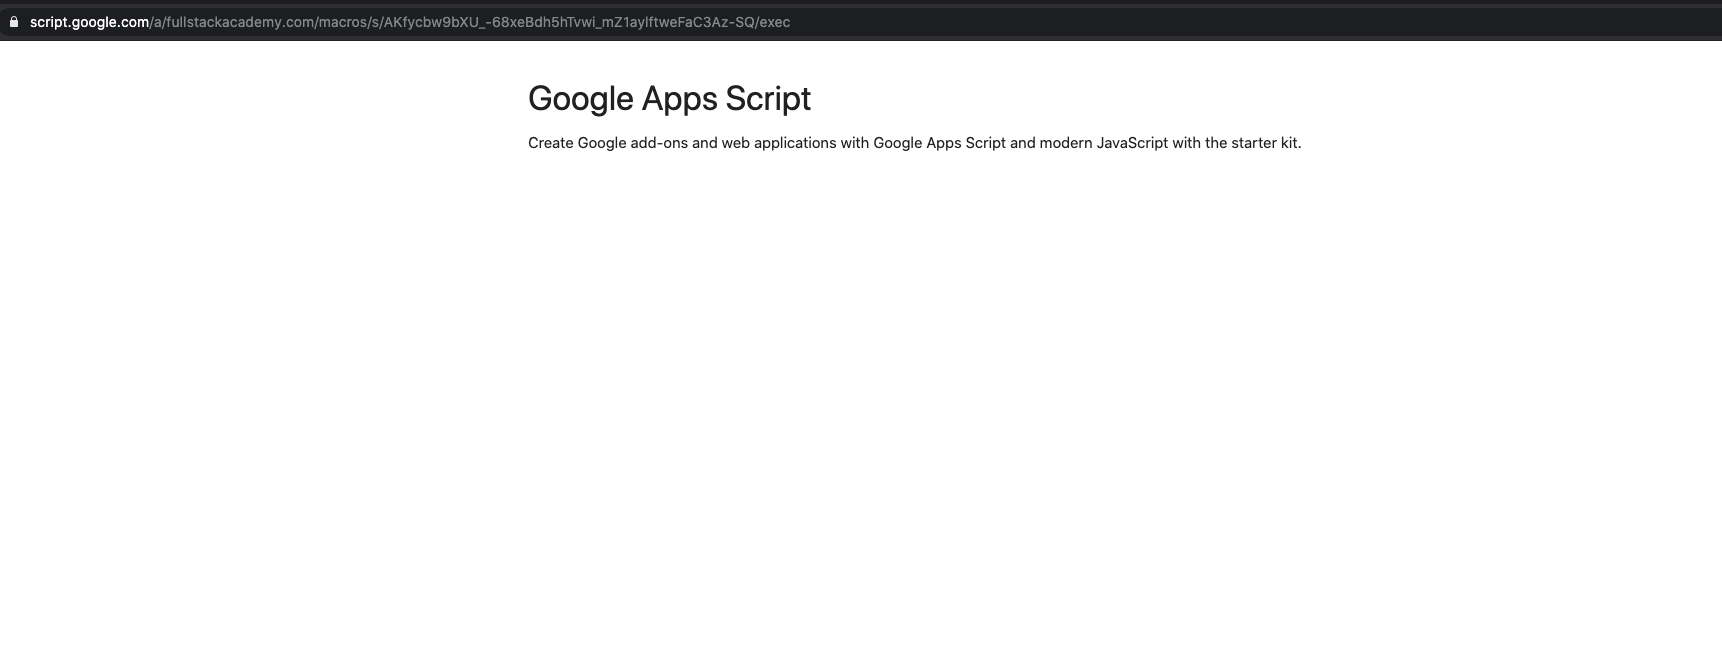 script.google.com/a/fullstackacademy.com/macros/s/AKfycbw9bXU_-68xeBdh5hTvwi_mZ1aylftweFaC3Az-SQ/exec
Google Apps Script
Create Google add-ons and web applications with Google Apps Script and modern JavaScript with the starter kit.